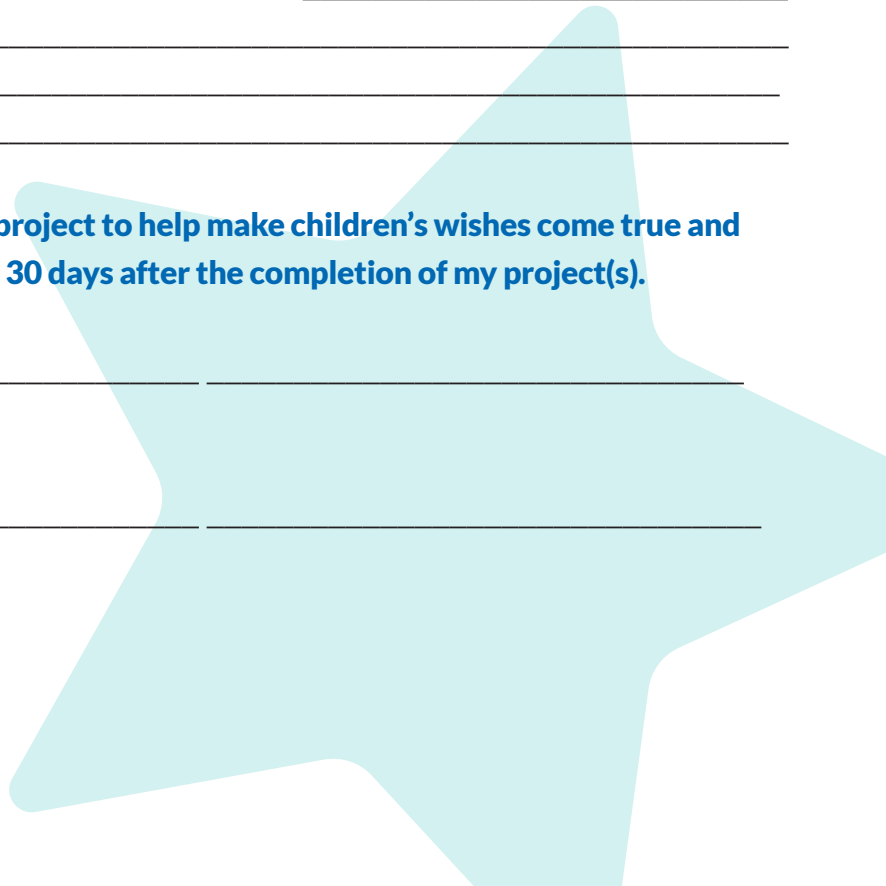 project to help make children’s wishes come true and
30 days after the completion of my project(s).